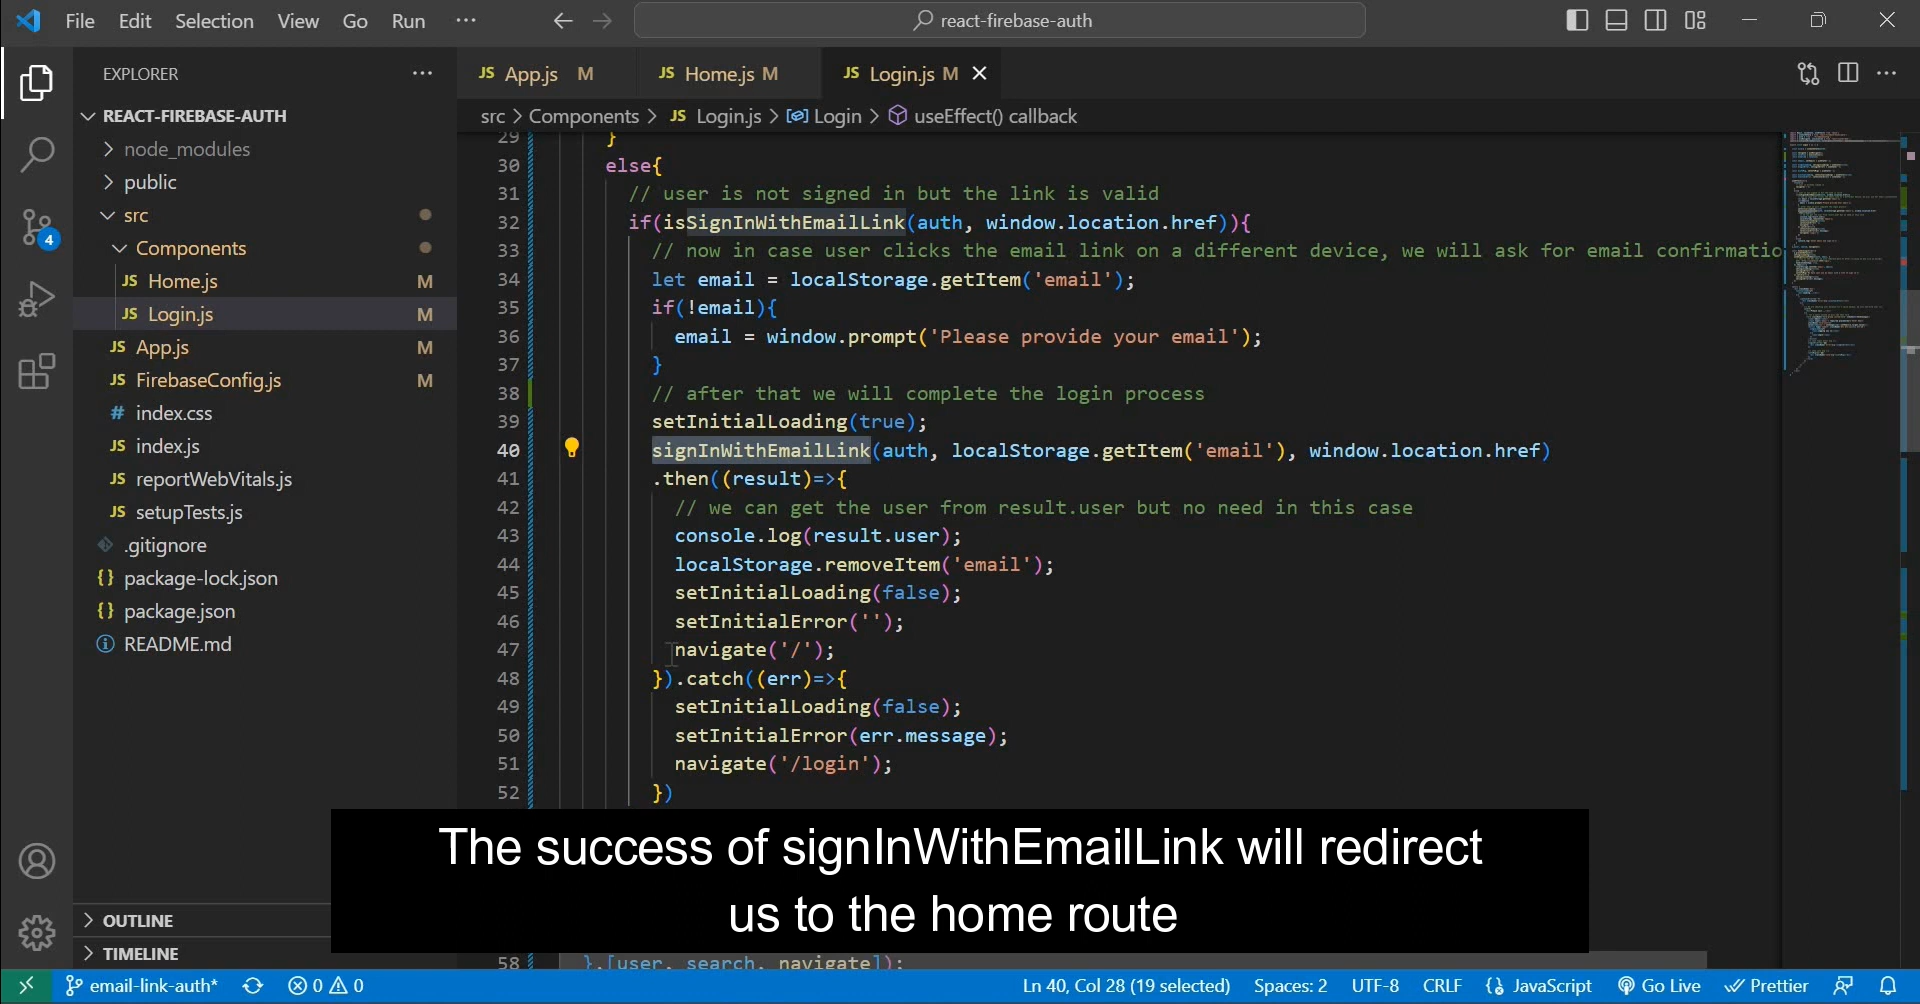 File Edit Selection View Go Run ··· react-firebase-auth
EXPLORER ···
REACT-FIREBASE-AUTH
node_modules
public
src
Components
JS Home.js M
JS Login.js M
JS App.js M
JS FirebaseConfig.js M
# index.css
JS index.js
JS reportWebVitals.js
JS setupTests.js
.gitignore
{} package-lock.json
{} package.json
README.md
OUTLINE
TIMELINE
4
JS App.js M JS Home.js M JS Login.js M
src > Components > JS Login.js > Login > useEffect() callback
29 }
30 else{
31 // user is not signed in but the link is valid
32 if(isSignInWithEmailLink(auth, window.location.href)){
33 // now in case user clicks the email link on a different device, we will ask for email confirmatio
34 let email = localStorage.getItem('email');
35 if(!email){
36 email = window.prompt('Please provide your email');
37 }
38 // after that we will complete the login process
39 setInitialLoading(true);
40 signInWithEmailLink(auth, localStorage.getItem('email'), window.location.href)
41 .then((result)=>{
42 // we can get the user from result.user but no need in this case
43 console.log(result.user);
44 localStorage.removeItem('email');
45 setInitialLoading(false);
46 setInitialError('');
47 navigate('/');
48 }).catch((err)=>{
49 setInitialLoading(false);
50 setInitialError(err.message);
51 navigate('/login');
52 })
The success of signInWithEmailLink will redirect
us to the home route
58 },[user, search, navigate]);
email-link-auth* 0 0 Ln 40, Col 28 (19 selected) Spaces: 2 UTF-8 CRLF {} JavaScript Go Live Prettier